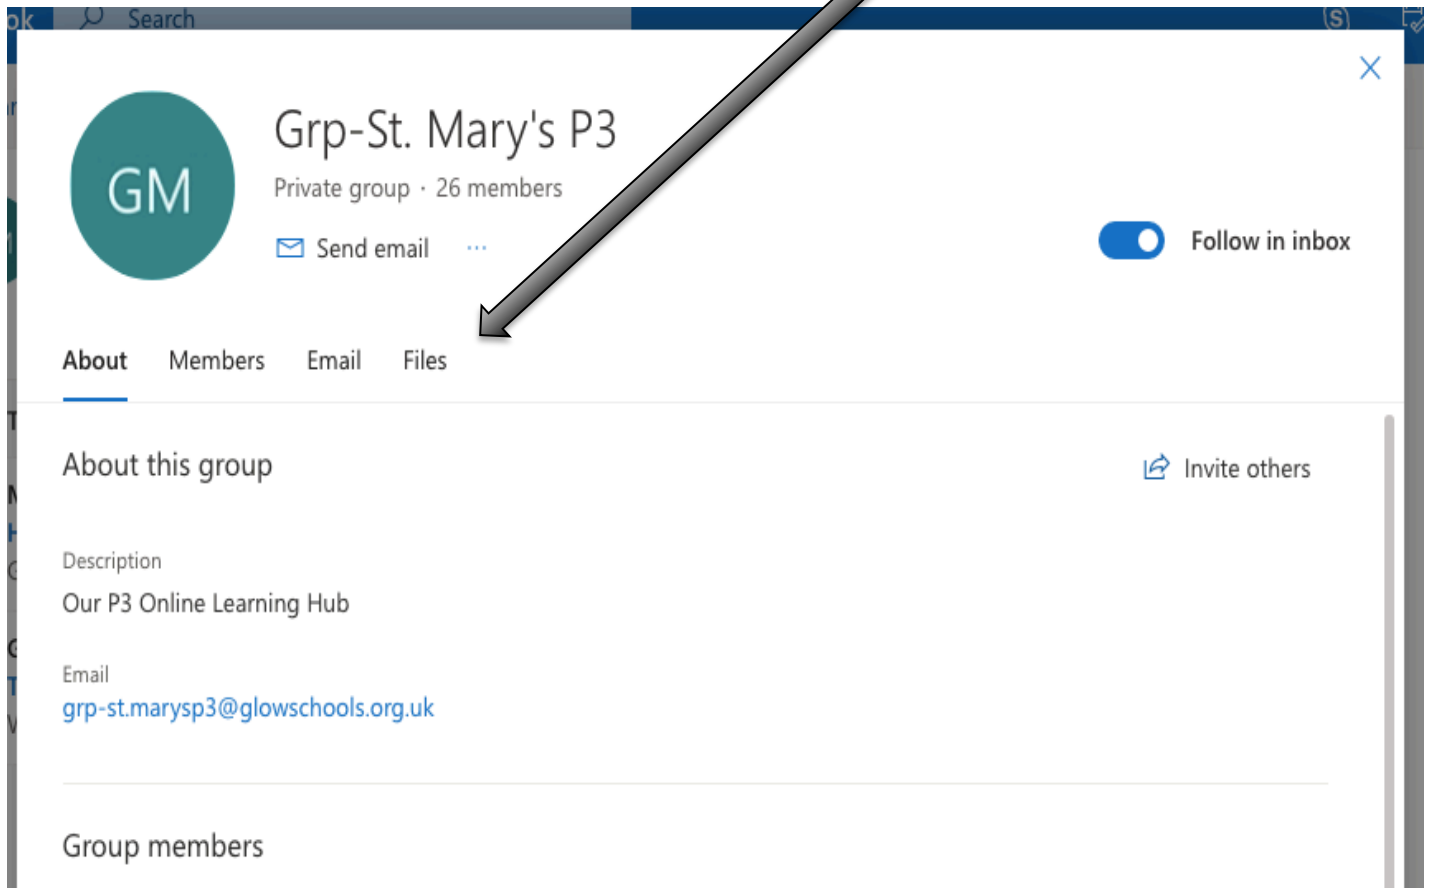 ok Search
GM
Grp-St. Mary's P3
Private group · 26 members
Send email ...
Follow in inbox
About Members Email Files
About this group
Invite others
Description
Our P3 Online Learning Hub
Email
grp-st.marysp3@glowschools.org.uk
Group members